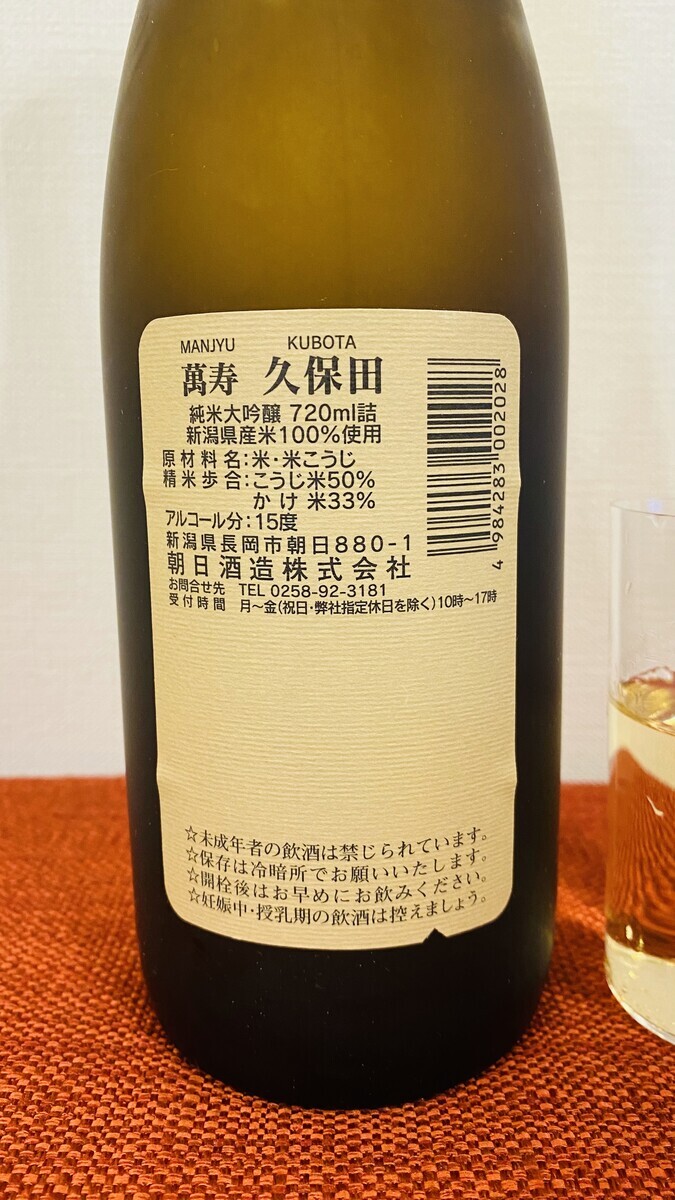 MANJYU KUBOTA
萬寿 久保田
純米大吟醸 720ml詰
新潟県産米100%使用
原材料名:米・米こうじ
精米歩合:こうじ米50%
かけ米33%
アルコール分:15度
新潟県長岡市朝日880-1
朝日酒造株式会社
お問合せ先 TEL 0258-92-3181
受付時間 月〜金(祝日・弊社指定休日を除く)10時〜17時
4 984283 002028
☆未成年者の飲酒は禁じられています。
☆保存は冷暗所でお願いいたします。
☆開栓後はお早めにお飲みください。
☆妊娠中・授乳期の飲酒は控えましょう。